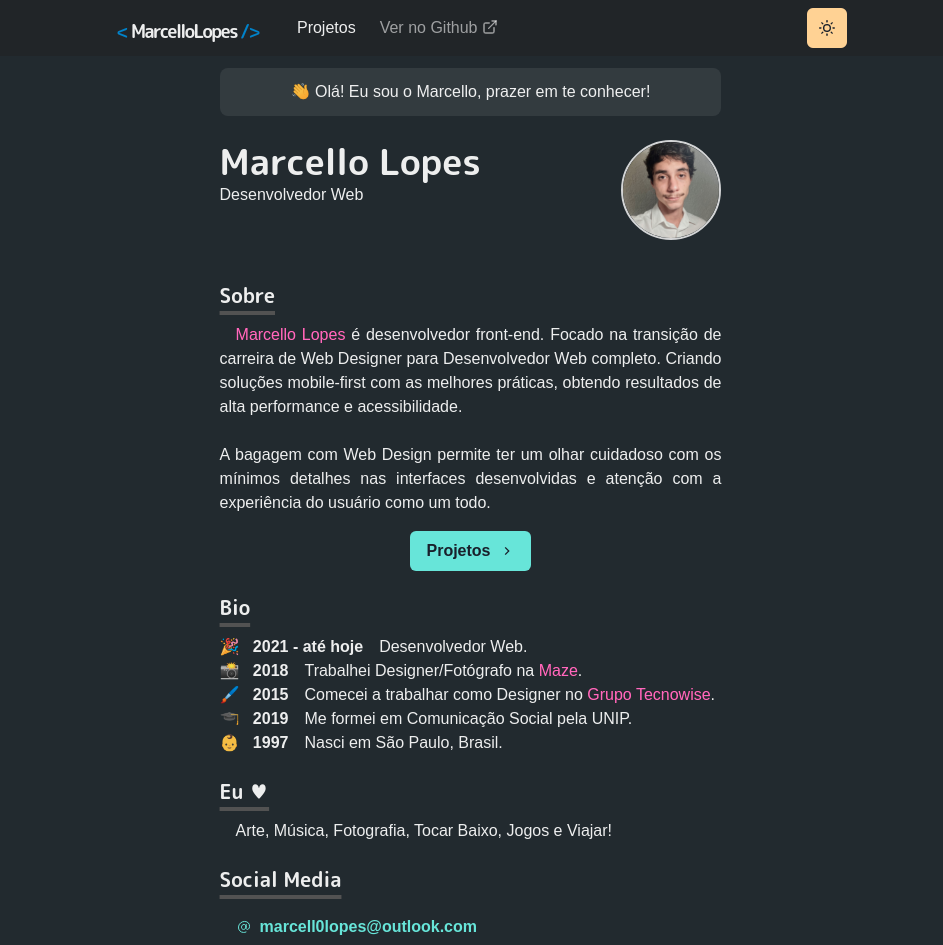 < MarcelloLopes /> Projetos Ver no Github
👋 Olá! Eu sou o Marcello, prazer em te conhecer!
Marcello Lopes
Desenvolvedor Web
Sobre
Marcello Lopes é desenvolvedor front-end. Focado na transição de
carreira de Web Designer para Desenvolvedor Web completo. Criando
soluções mobile-first com as melhores práticas, obtendo resultados de
alta performance e acessibilidade.
A bagagem com Web Design permite ter um olhar cuidadoso com os
mínimos detalhes nas interfaces desenvolvidas e atenção com a
experiência do usuário como um todo.
Projetos >
Bio
🎉 2021 - até hoje Desenvolvedor Web.
📸 2018 Trabalhei Designer/Fotógrafo na Maze.
🖌️ 2015 Comecei a trabalhar como Designer no Grupo Tecnowise.
🎓 2019 Me formei em Comunicação Social pela UNIP.
👶 1997 Nasci em São Paulo, Brasil.
Eu ♥
Arte, Música, Fotografia, Tocar Baixo, Jogos e Viajar!
Social Media
@ marcell0lopes@outlook.com